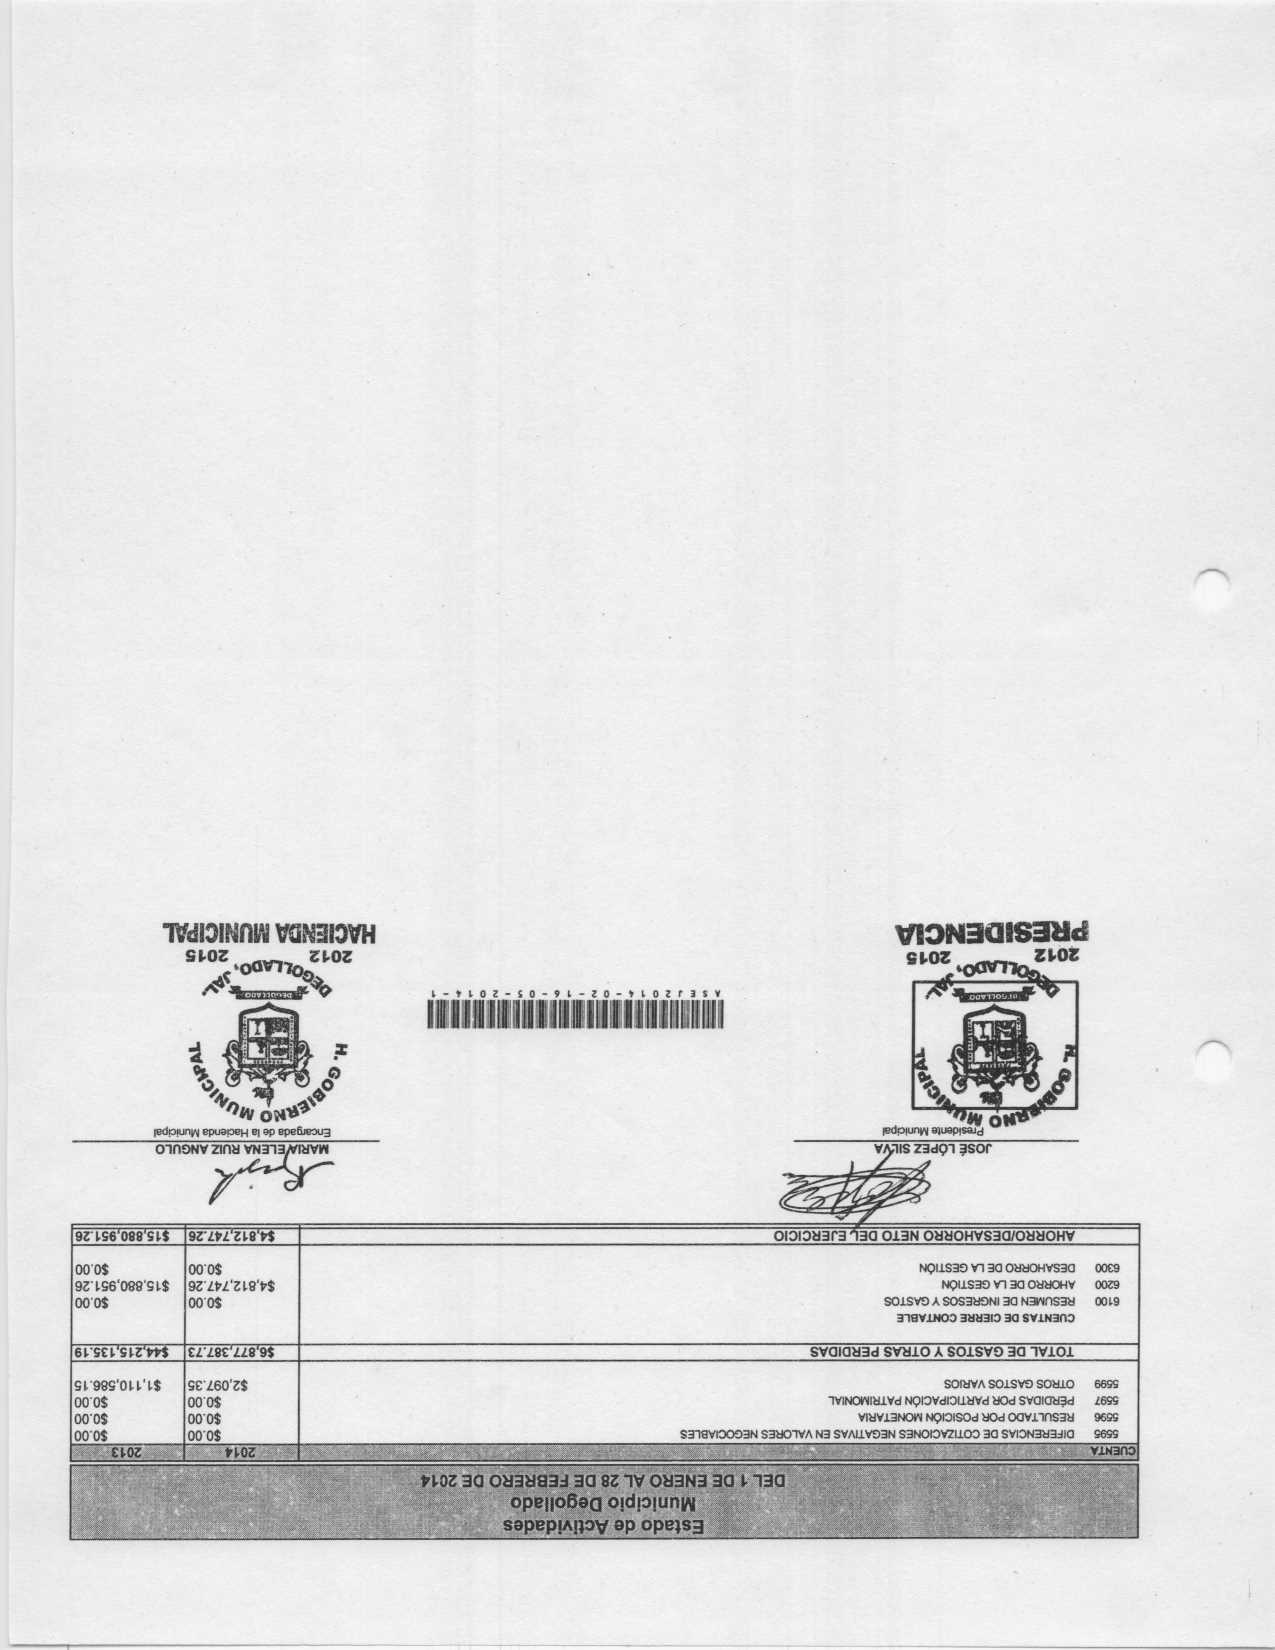 Estado de Actividades
Municipio Degollado
DEL 1 DE ENERO AL 28 DE FEBRERO DE 2014
CUENTA 2014 2013
5595 DIFERENCIAS DE COTIZACIONES NEGATIVAS EN VALORES NEGOCIABLES $0.00 $0.00
5596 RESULTADO POR POSICIÓN MONETARIA $0.00 $0.00
5597 PÉRDIDAS POR PARTICIPACIÓN PATRIMONIAL $0.00 $0.00
5599 OTROS GASTOS VARIOS $2,097.35 $1,110,586.15
TOTAL DE GASTOS Y OTRAS PERDIDAS $6,877,387.73 $44,215,135.19
CUENTAS DE CIERRE CONTABLE
6100 RESUMEN DE INGRESOS Y GASTOS $0.00 $0.00
6200 AHORRO DE LA GESTIÓN $4,812,747.26 $15,880,951.26
6300 DESAHORRO DE LA GESTIÓN $0.00 $0.00
AHORRO/DESAHORRO NETO DEL EJERCICIO $4,812,747.26 $15,880,951.26
JOSÉ LÓPEZ SILVA
Presidente Municipal
MARIA ELENA RUIZ ANGULO
Encargada de la Hacienda Municipal
H. GOBIERNO MUNICIPAL
DEGOLLADO
DEGOLLADO, JAL.
2012 2015
PRESIDENCIA
ASEJ2014-02-16-05-2014-1
H. GOBIERNO MUNICIPAL
DEGOLLADO
DEGOLLADO, JAL.
2012 2015
HACIENDA MUNICIPAL